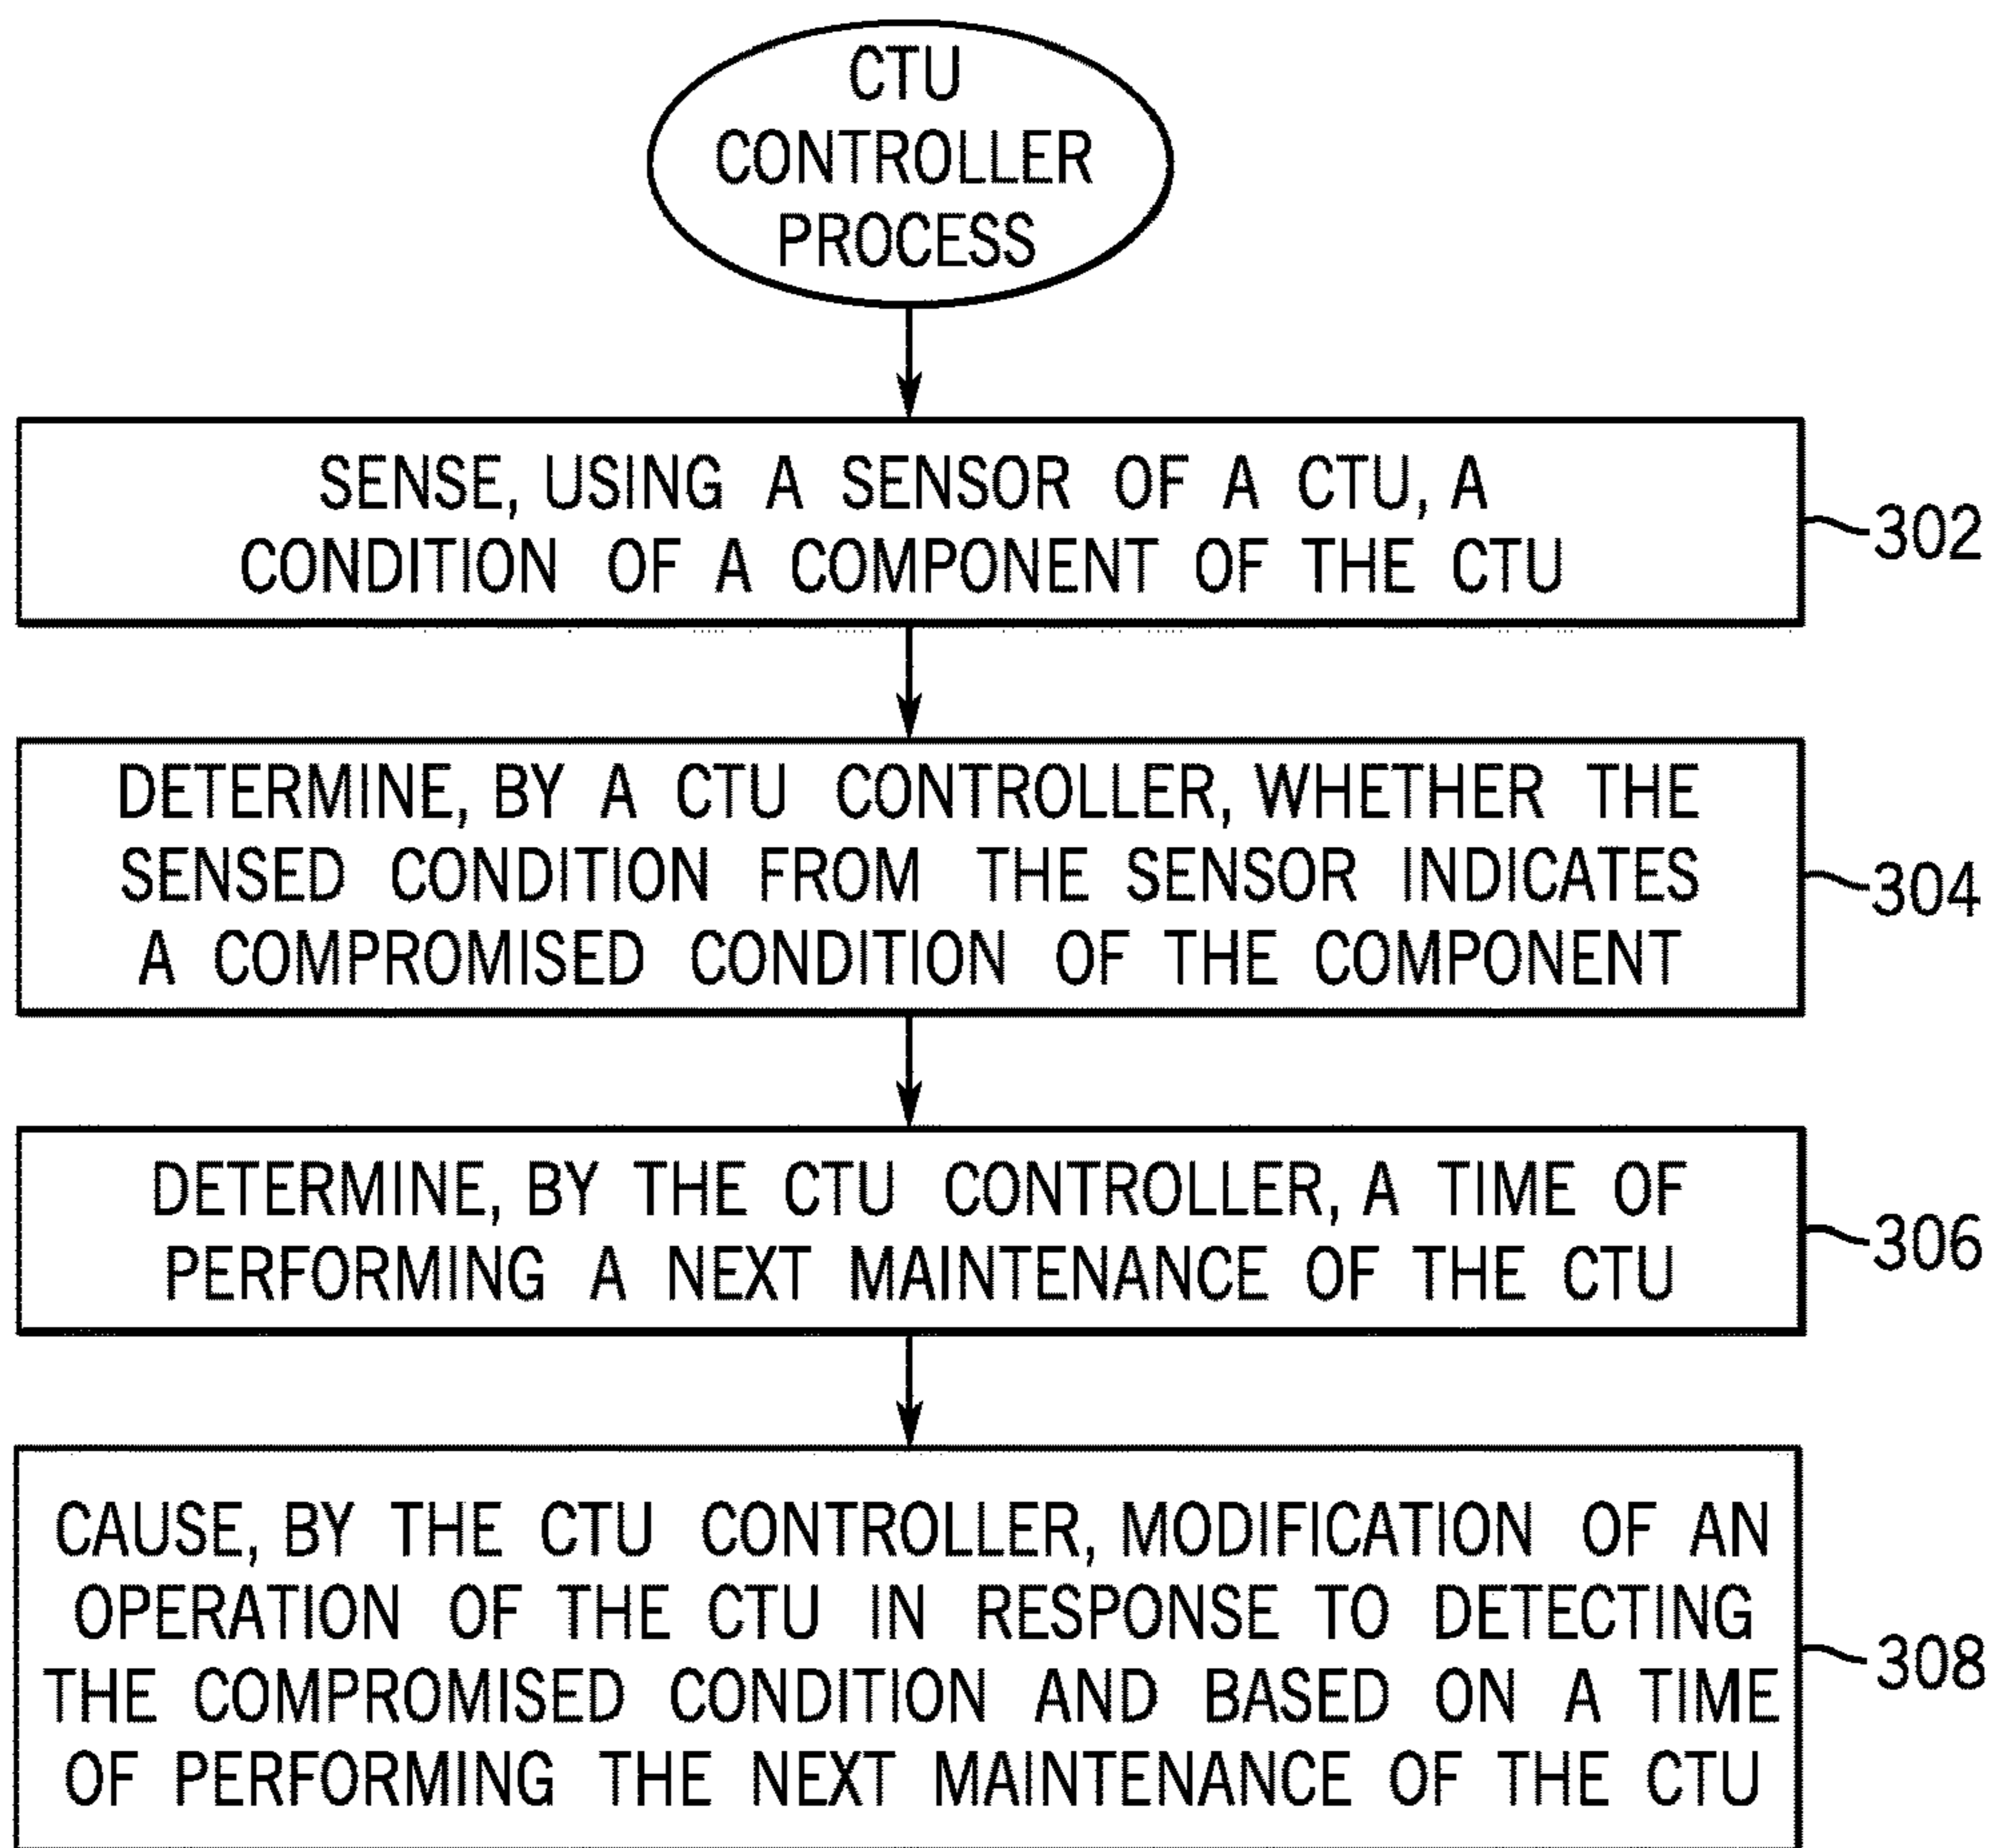 CTU
CONTROLLER
PROCESS
SENSE, USING A SENSOR OF A CTU, A
CONDITION OF A COMPONENT OF THE CTU
302
DETERMINE, BY A CTU CONTROLLER, WHETHER THE
SENSED CONDITION FROM THE SENSOR INDICATES
A COMPROMISED CONDITION OF THE COMPONENT
304
DETERMINE, BY THE CTU CONTROLLER, A TIME OF
PERFORMING A NEXT MAINTENANCE OF THE CTU
306
CAUSE, BY THE CTU CONTROLLER, MODIFICATION OF AN
OPERATION OF THE CTU IN RESPONSE TO DETECTING
THE COMPROMISED CONDITION AND BASED ON A TIME
OF PERFORMING THE NEXT MAINTENANCE OF THE CTU
308